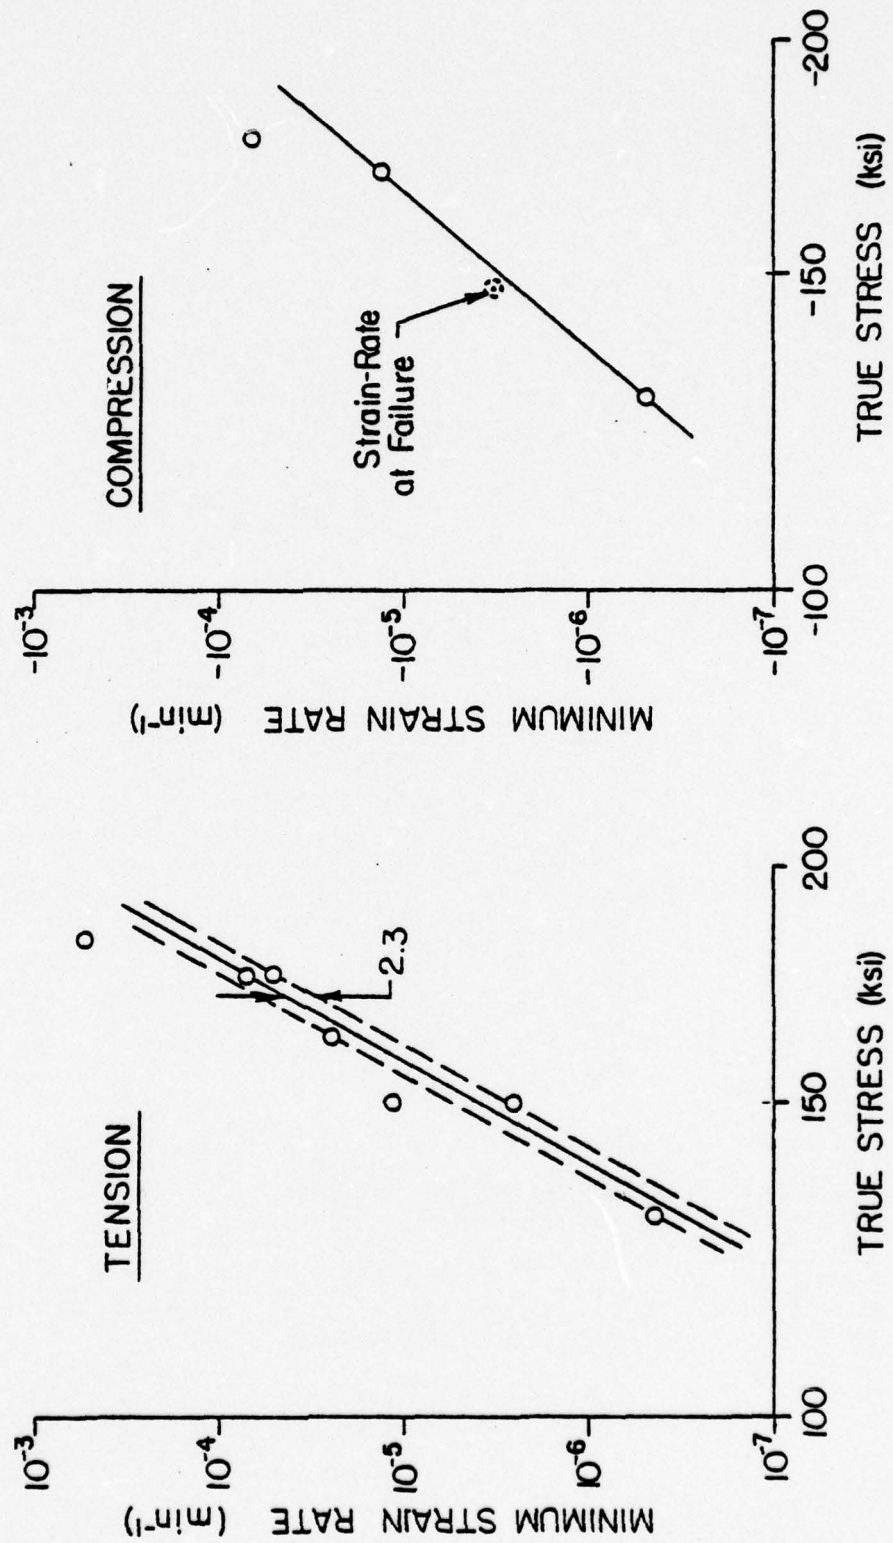 TENSION
10⁻³
10⁻⁴
10⁻⁵
10⁻⁶
10⁻⁷
MINIMUM STRAIN RATE (min⁻¹)
2.3
100
150
200
TRUE STRESS (ksi)
COMPRESSION
-10⁻³
-10⁻⁴
-10⁻⁵
-10⁻⁶
-10⁻⁷
MINIMUM STRAIN RATE (min⁻¹)
Strain-Rate
at Failure
-100
-150
-200
TRUE STRESS (ksi)